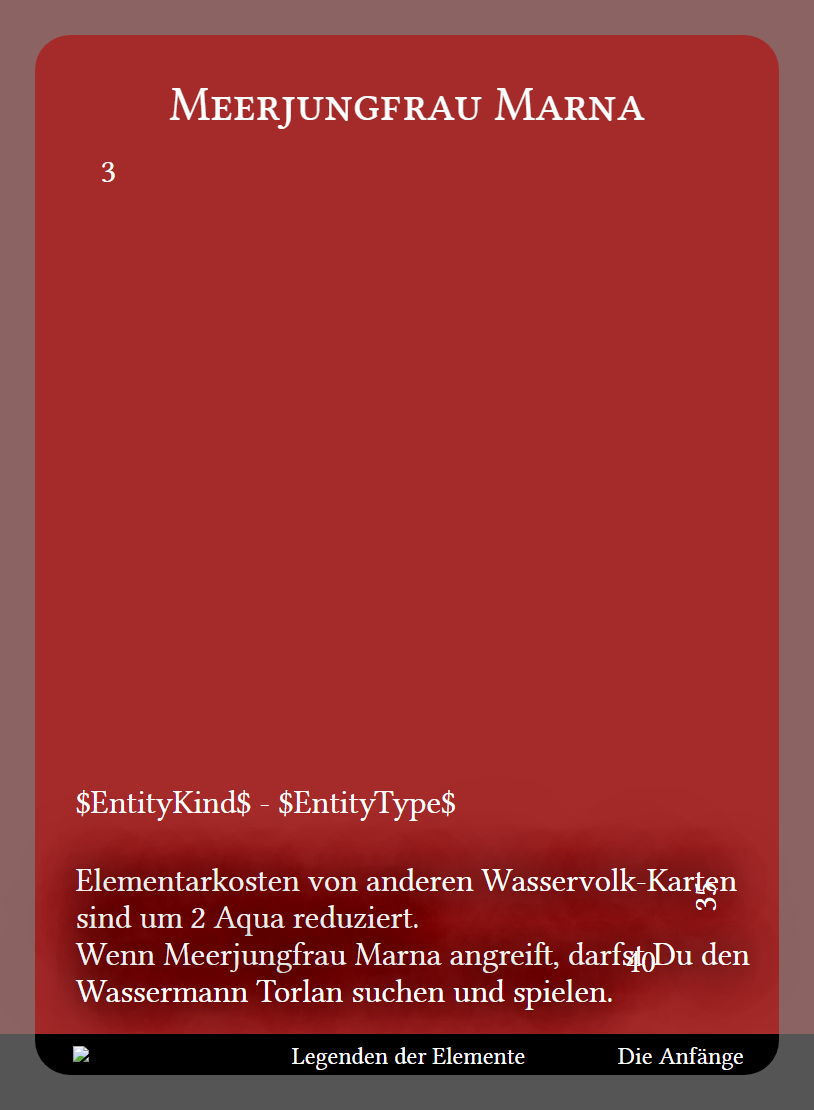 Meerjungfrau Marna
3
$EntityKind$ - $EntityType$
Elementarkosten von anderen Wasservolk-Karten
sind um 2 Aqua reduziert.
35
Wenn Meerjungfrau Marna angreift, darfst Du den
40
Wassermann Torlan suchen und spielen.
Legenden der Elemente
Die Anfänge